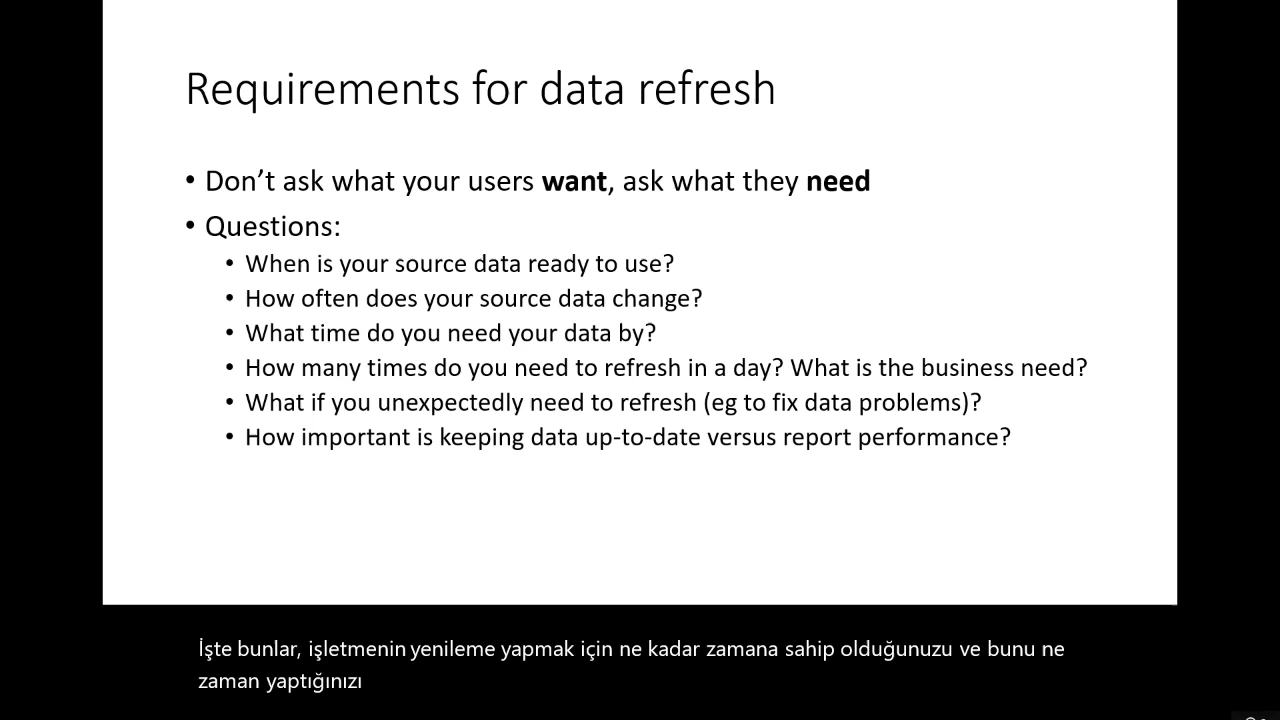 Requirements for data refresh
• Don’t ask what your users want, ask what they need
• Questions:
• When is your source data ready to use?
• How often does your source data change?
• What time do you need your data by?
• How many times do you need to refresh in a day? What is the business need?
• What if you unexpectedly need to refresh (eg to fix data problems)?
• How important is keeping data up-to-date versus report performance?
İşte bunlar, işletmenin yenileme yapmak için ne kadar zamana sahip olduğunuzu ve bunu ne
zaman yaptığınızı